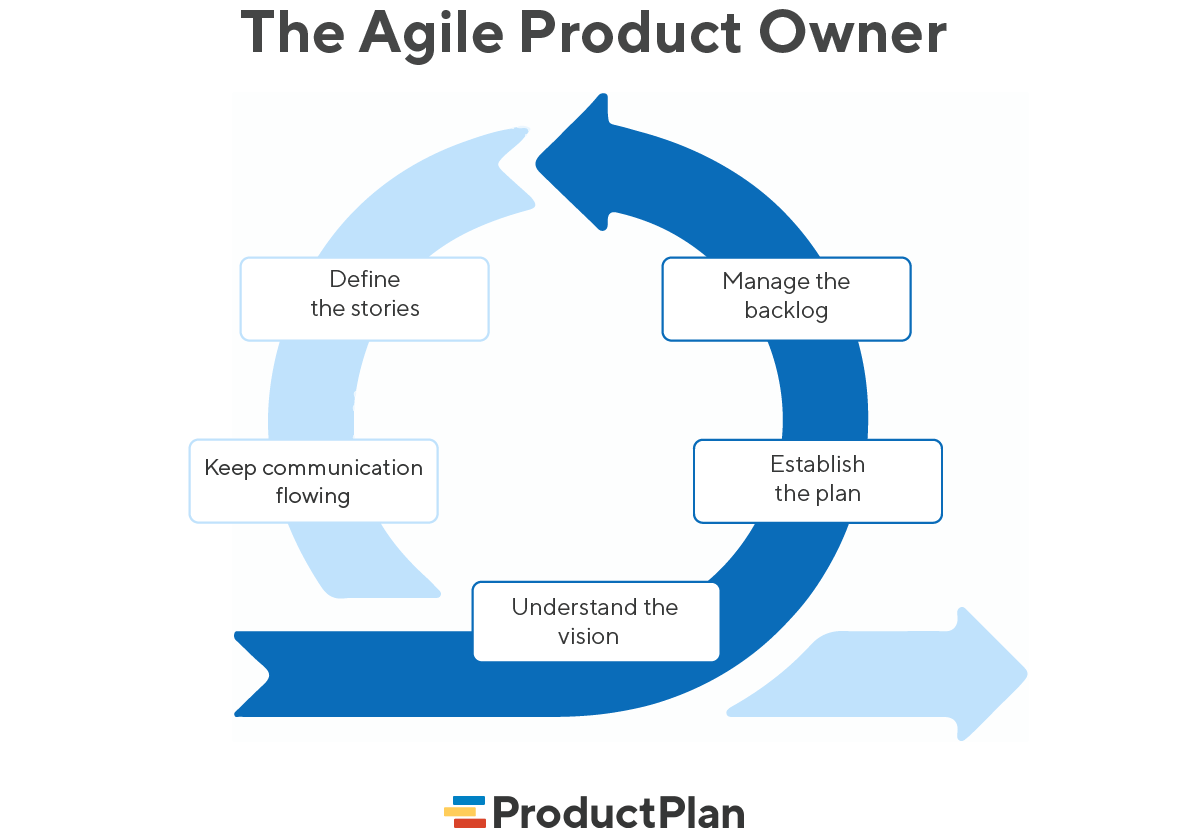 The Agile Product Owner
Define
the stories
Manage the
backlog
Keep communication
flowing
Establish
the plan
Understand the
vision
ProductPlan